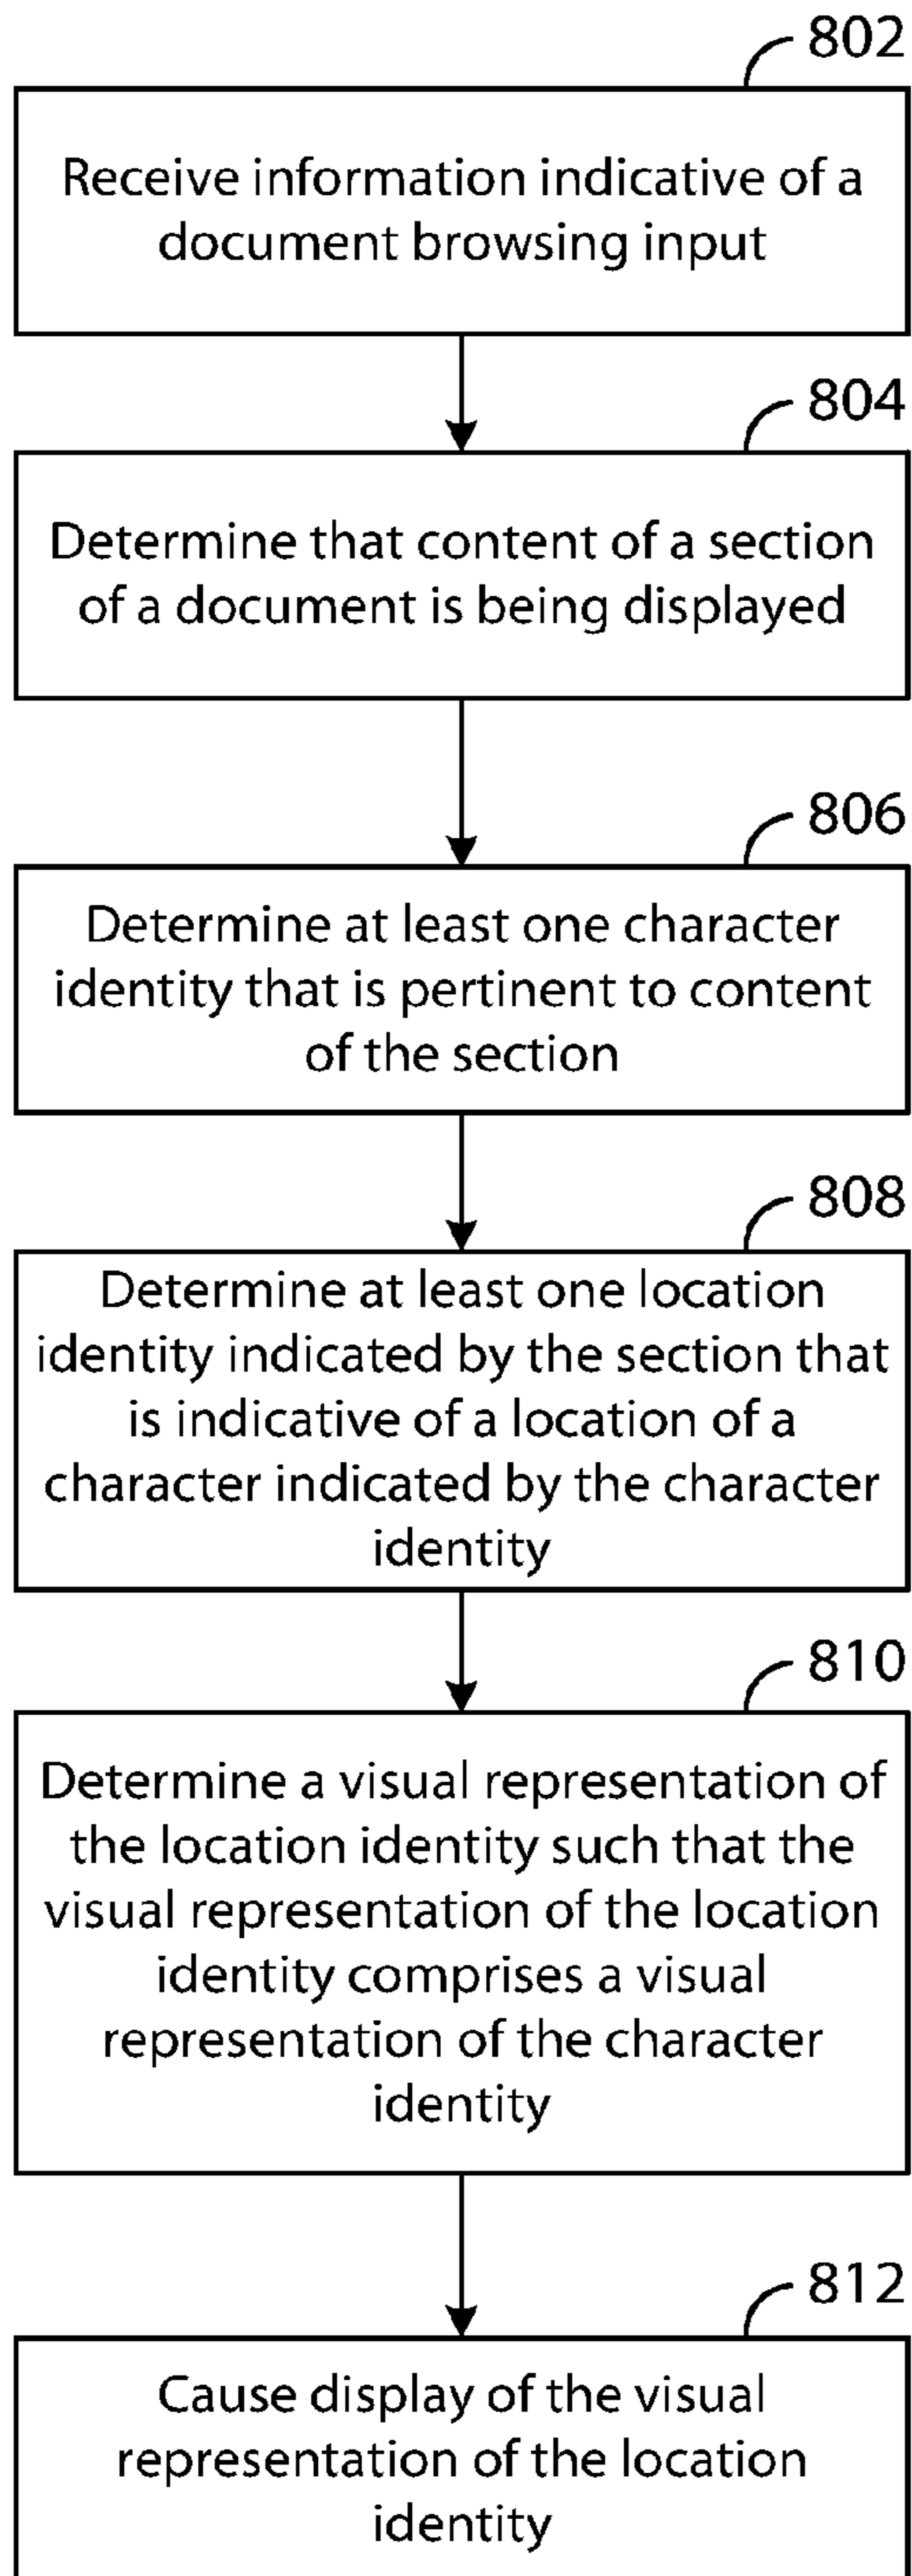 802
Receive information indicative of a
document browsing input
804
Determine that content of a section
of a document is being displayed
806
Determine at least one character
identity that is pertinent to content
of the section
808
Determine at least one location
identity indicated by the section that
is indicative of a location of a
character indicated by the character
identity
810
Determine a visual representation of
the location identity such that the
visual representation of the location
identity comprises a visual
representation of the character
identity
812
Cause display of the visual
representation of the location
identity